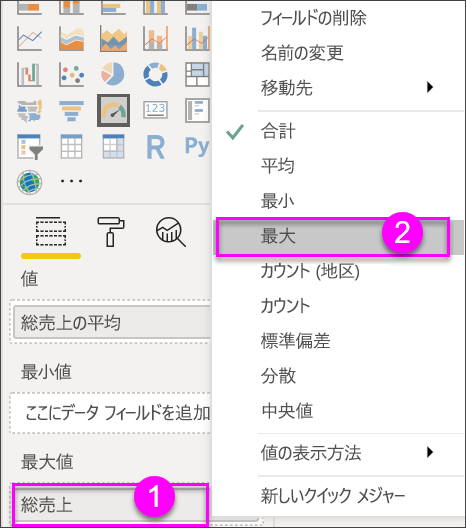 123
R
Py
値
総売上の平均
最小値
ここにデータ フィールドを追加
最大値
総売上
1
フィールドの削除
名前の変更
移動先
合計
平均
最小
最大
2
カウント (地区)
カウント
標準偏差
分散
中央値
値の表示方法
新しいクイック メジャー